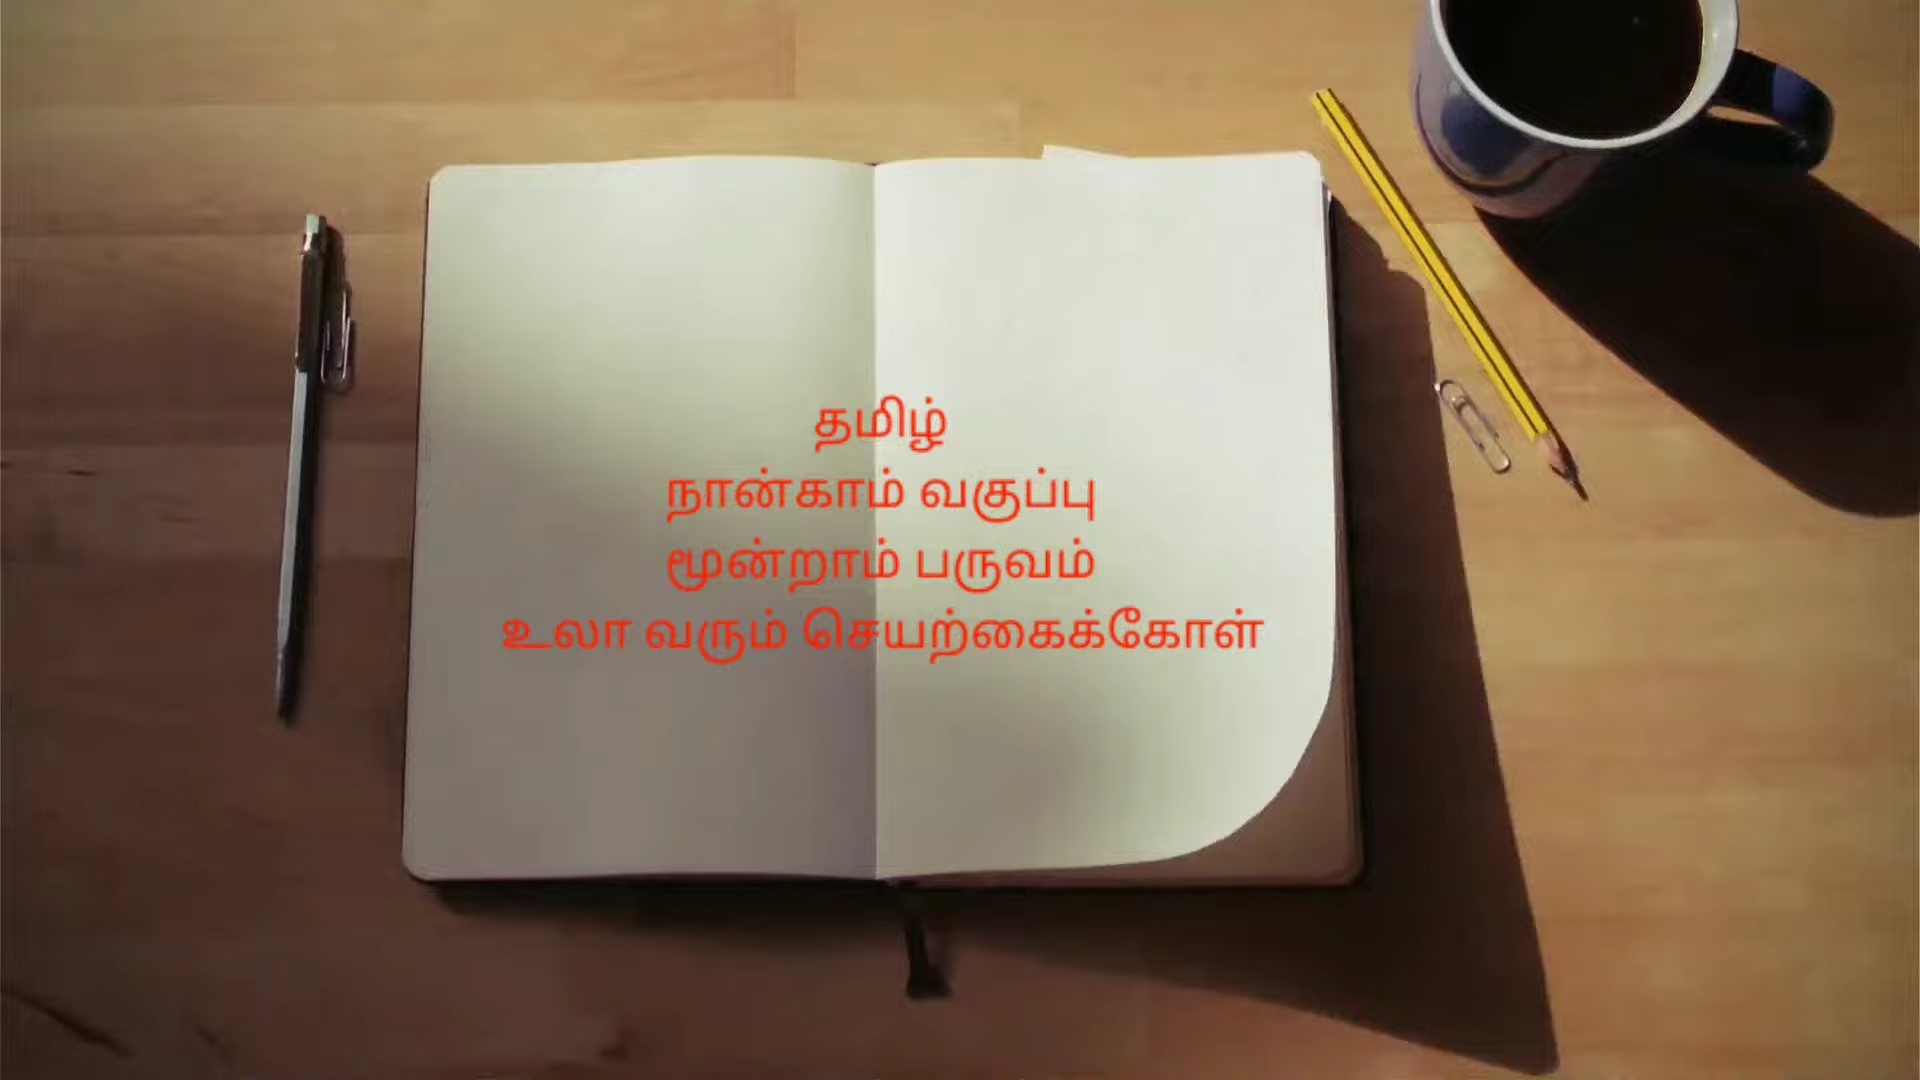 தமிழ்
நான்காம் வகுப்பு
மூன்றாம் பருவம்
உலா வரும் செயற்கைக்கோள்